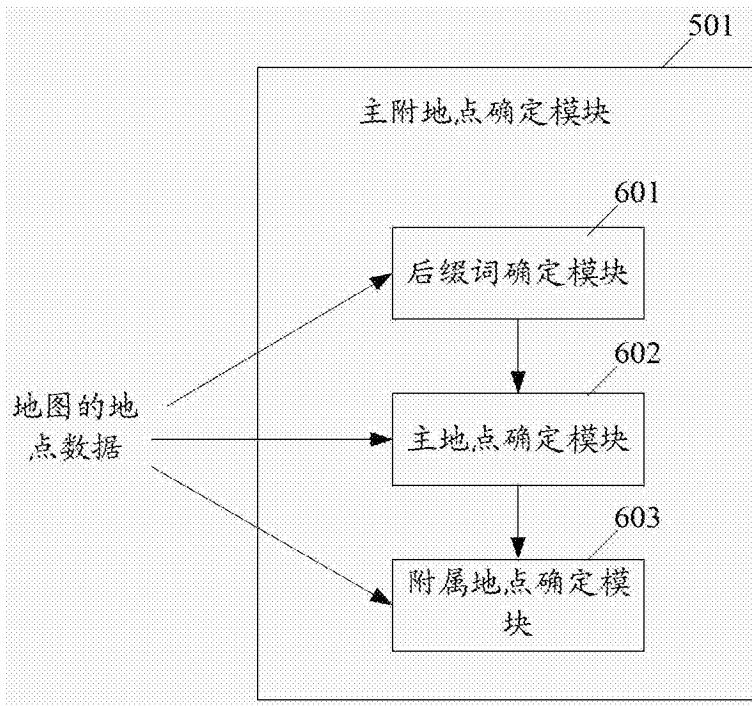 501
主附地点确定模块
601
后缀词确定模块
602
地图的地
点数据
主地点确定模块
603
附属地点确定模
块